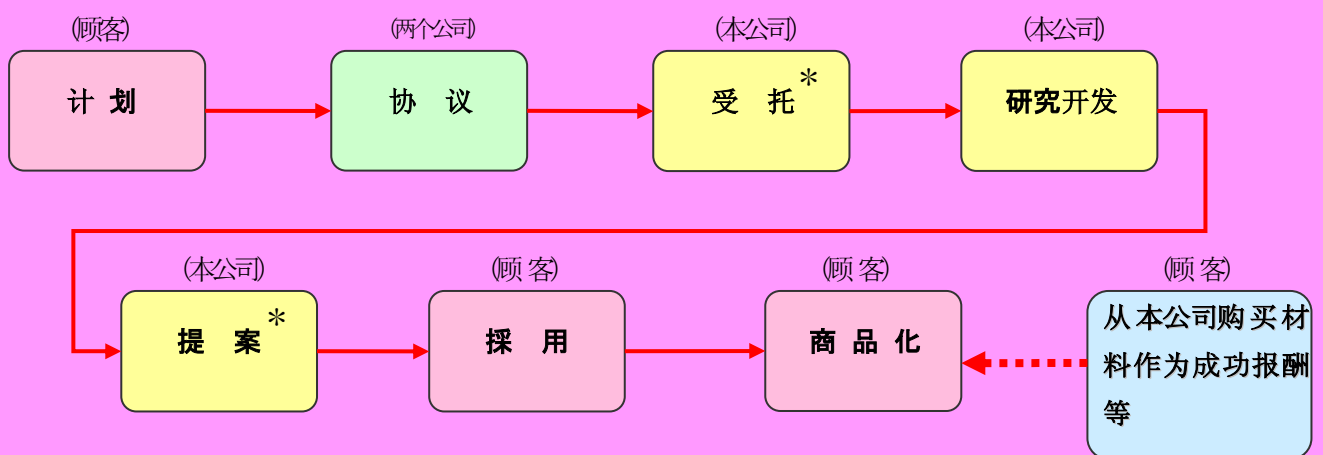 (顾客)
(两个公司)
(本公司)
(本公司)
计 划
协 议
受 托*
研究开发
(本公司)
(顾 客)
(顾 客)
(顾 客)
提 案*
採 用
商 品 化
从本公司购买材
料作为成功报酬
等